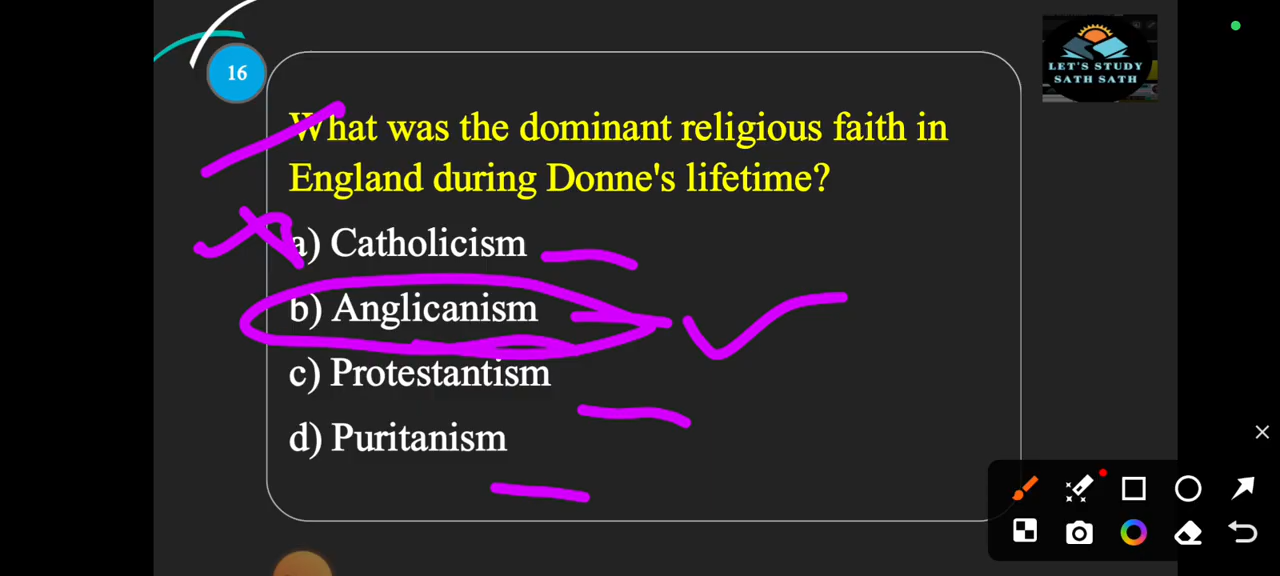 16
LET'S STUDY
SATH SATH
What was the dominant religious faith in
England during Donne's lifetime?
a) Catholicism
b) Anglicanism
c) Protestantism
d) Puritanism